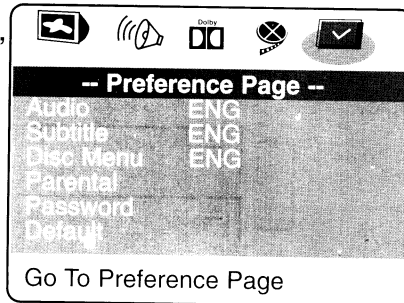 ,
Dolby
-- Preference Page --
Audio ENG
Subtitle ENG
Disc Menu ENG
Parental
Password
Default
Go To Preference Page